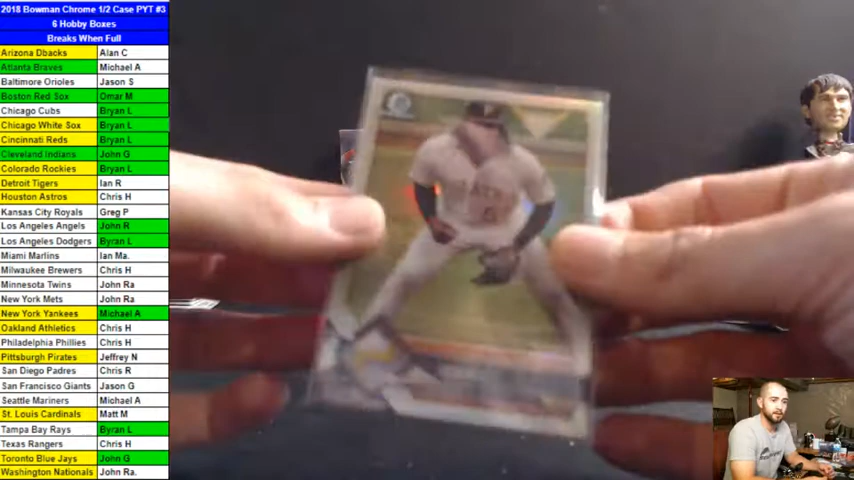 2018 Bowman Chrome 1/2 Case PYT #3
6 Hobby Boxes
Breaks When Full
Arizona Dbacks Alan C
Atlanta Braves Michael A
Baltimore Orioles Jason S
Boston Red Sox Omar M
Chicago Cubs Bryan L
Chicago White Sox Bryan L
Cincinnati Reds Bryan L
Cleveland Indians John G
Colorado Rockies Bryan L
Detroit Tigers Ian R
Houston Astros Chris H
Kansas City Royals Greg P
Los Angeles Angels John R
Los Angeles Dodgers Byran L
Miami Marlins Ian Ma.
Milwaukee Brewers Chris H
Minnesota Twins John Ra
New York Mets John Ra
New York Yankees Michael A
Oakland Athletics Chris H
Philadelphia Phillies Chris H
Pittsburgh Pirates Jeffrey N
San Diego Padres Chris R
San Francisco Giants Jason G
Seattle Mariners Michael A
St. Louis Cardinals Matt M
Tampa Bay Rays Byran L
Texas Rangers Chris H
Toronto Blue Jays John G
Washington Nationals John Ra.